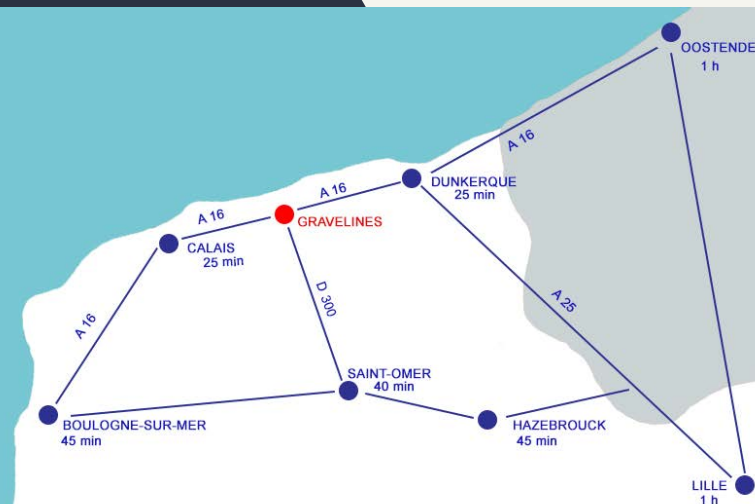 OOSTENDE
1 h
A 16
DUNKERQUE
25 min
A 16
A 16
GRAVELINES
CALAIS
25 min
A 16
D 300
A 25
SAINT-OMER
40 min
BOULOGNE-SUR-MER
45 min
HAZEBROUCK
45 min
LILLE
1 h